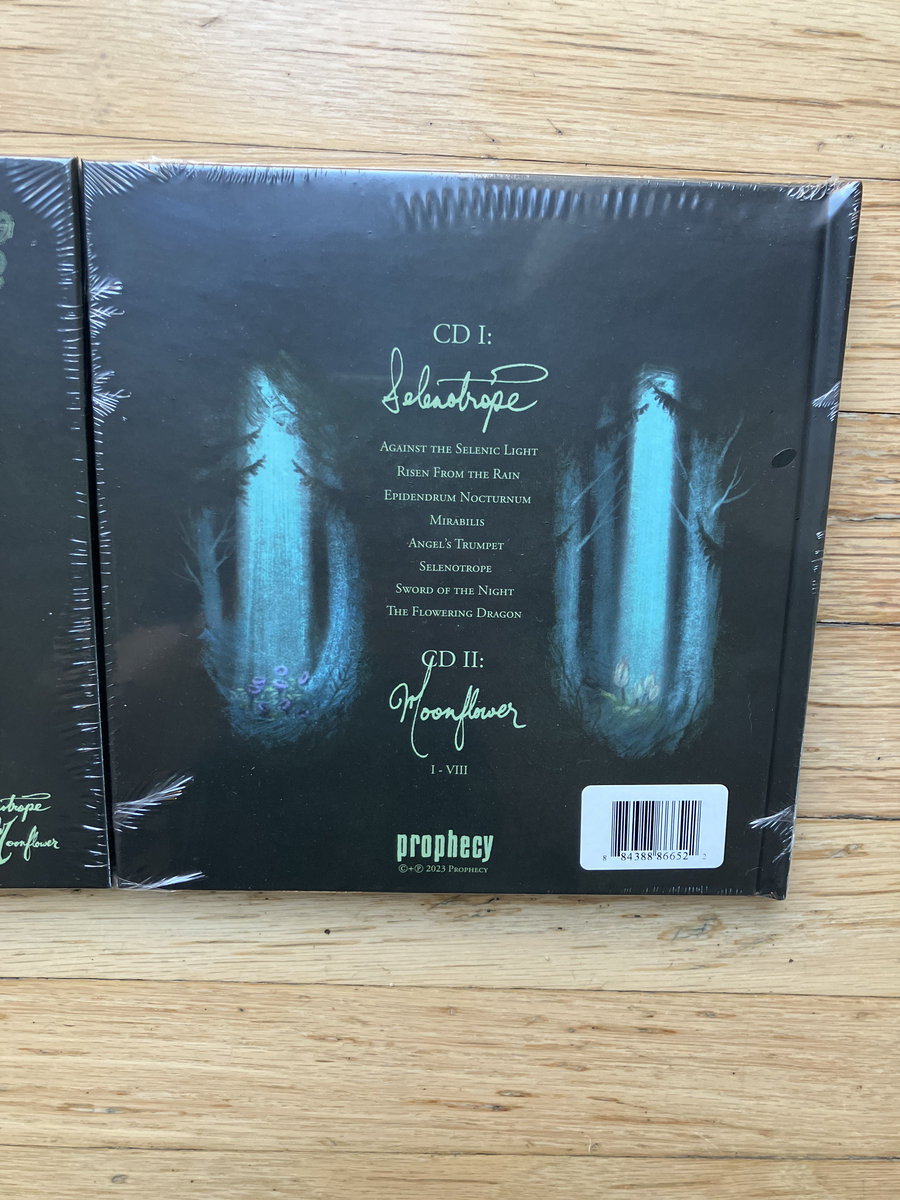 CD I:
Selenotrope
Against the Selenic Light
Risen From the Rain
Epidendrum Nocturnum
Mirabilis
Angel's Trumpet
Selenotrope
Sword of the Night
The Flowering Dragon
CD II:
Moonflower
I - VIII
prophecy
©+℗ 2023 Prophecy
8 84388 86652 2
Moonflower